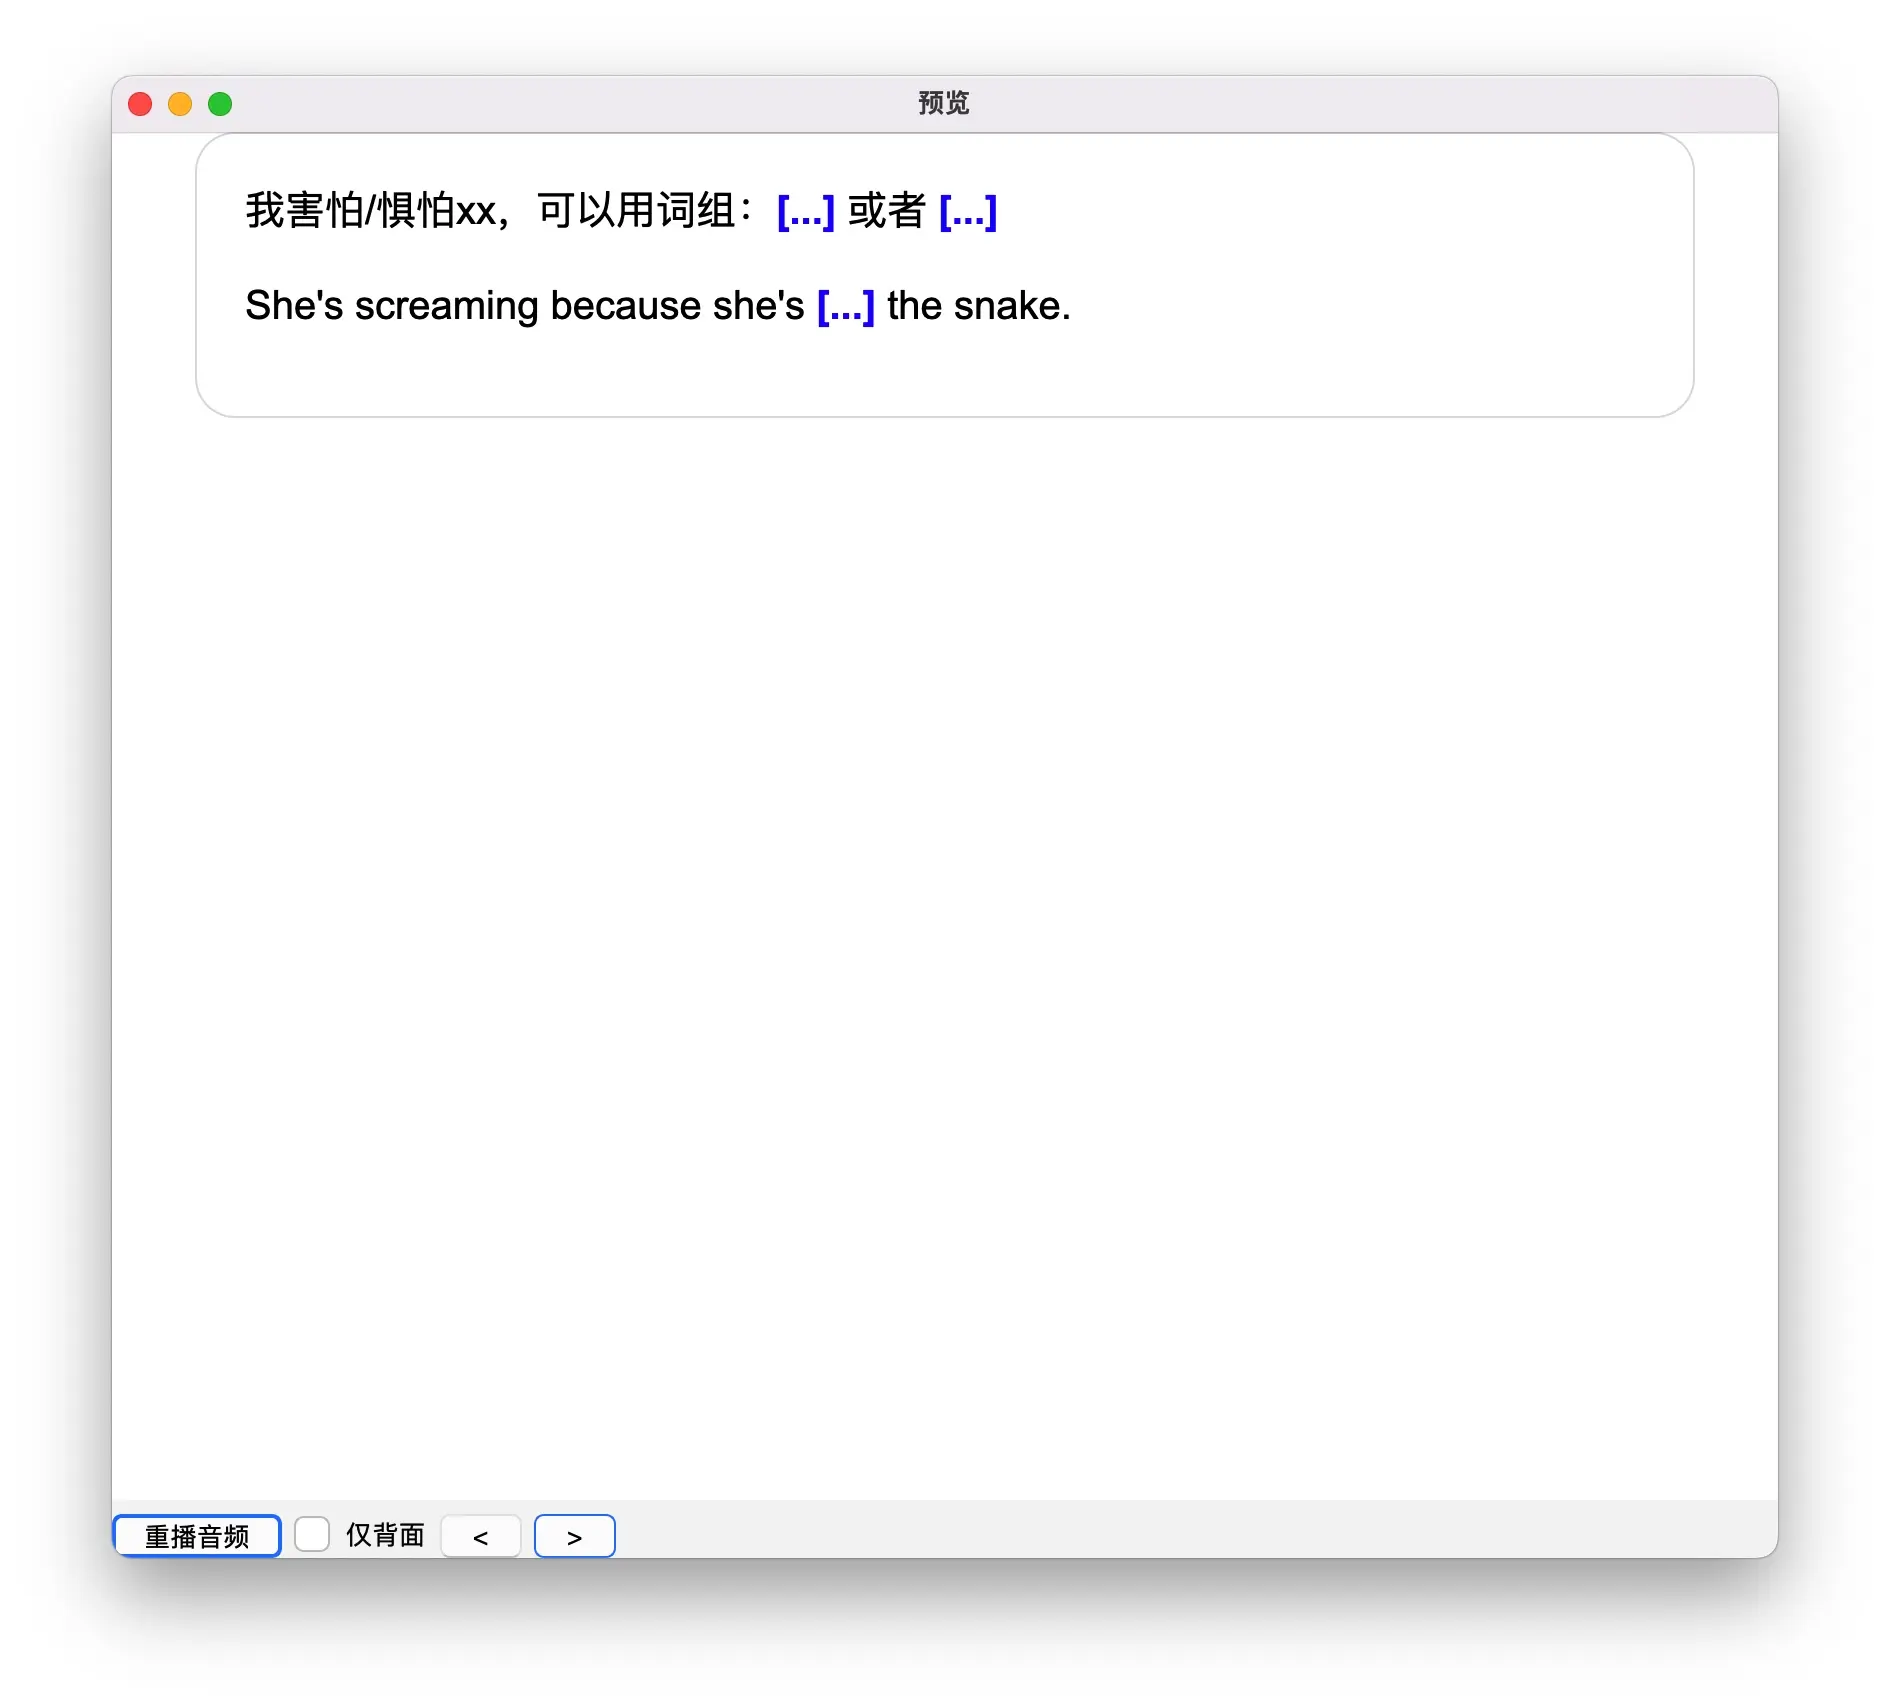 预览
我害怕/惧怕xx，可以用词组：[...] 或者 [...]
She's screaming because she's [...] the snake.
重播音频 仅背面 < >